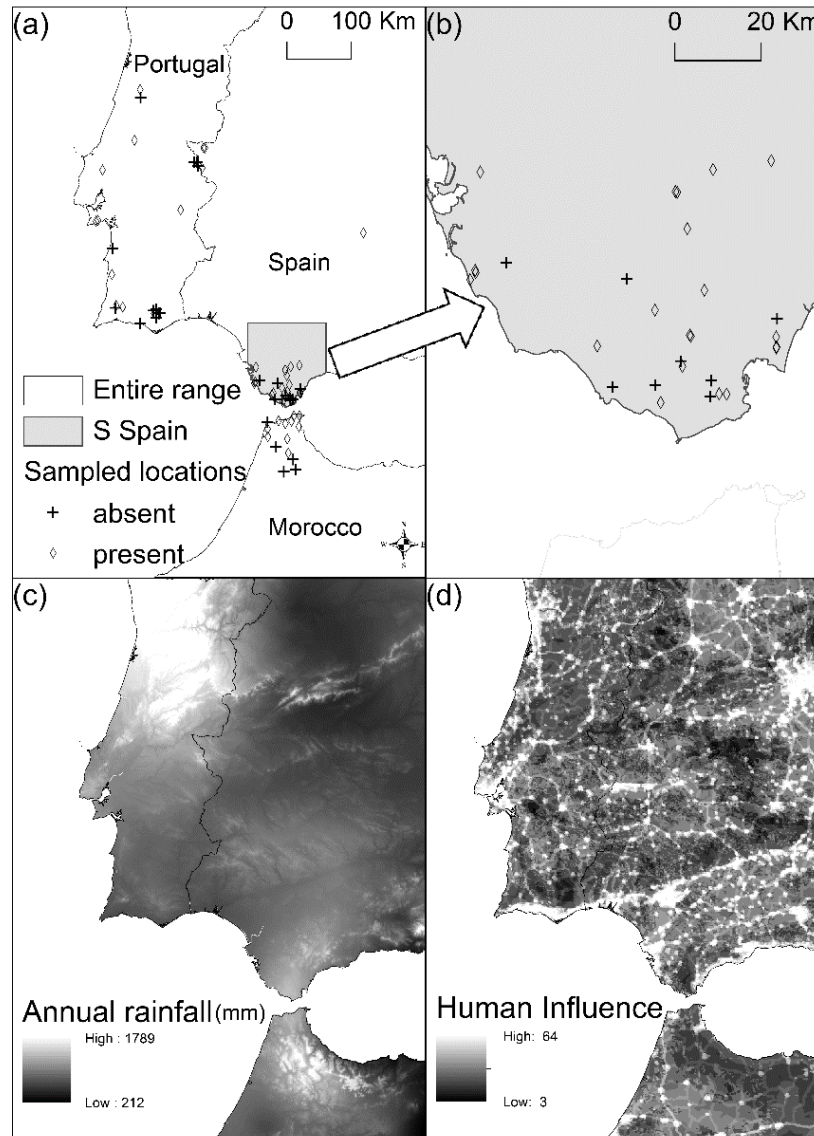 (a)
0 100 Km
Portugal
Spain
Entire range
S Spain
Sampled locations
absent
present
Morocco
N
W E
S
(b)
0 20 Km
(c)
Annual rainfall (mm)
High : 1789
Low : 212
(d)
Human Influence
High: 64
Low: 3